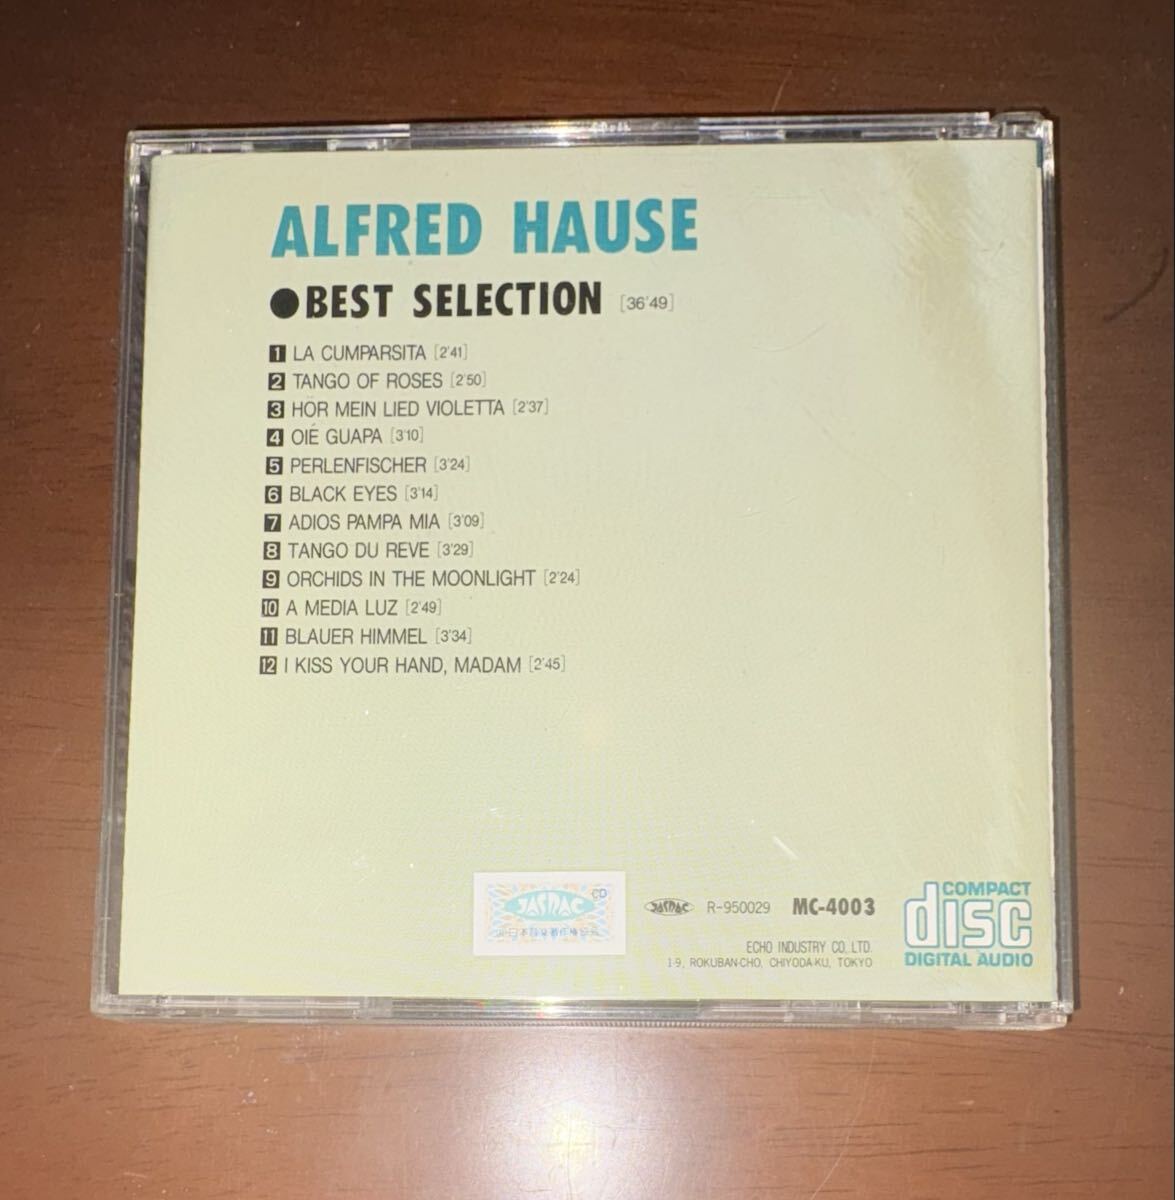 ALFRED HAUSE
●BEST SELECTION [36'49]
1 LA CUMPARSITA [2'41]
2 TANGO OF ROSES [2'50]
3 HÖR MEIN LIED VIOLETTA [2'37]
4 OIÉ GUAPA [3'10]
5 PERLENFISCHER [3'24]
6 BLACK EYES [3'14]
7 ADIOS PAMPA MIA [3'09]
8 TANGO DU REVE [3'29]
9 ORCHIDS IN THE MOONLIGHT [2'24]
10 A MEDIA LUZ [2'49]
11 BLAUER HIMMEL [3'34]
12 I KISS YOUR HAND, MADAM [2'45]
CD
JASRAC
JASRAC R-950029 MC-4003
ECHO INDUSTRY CO. LTD.
1-9, ROKUBAN-CHO, CHIYODA-KU, TOKYO
COMPACT
disc
DIGITAL AUDIO